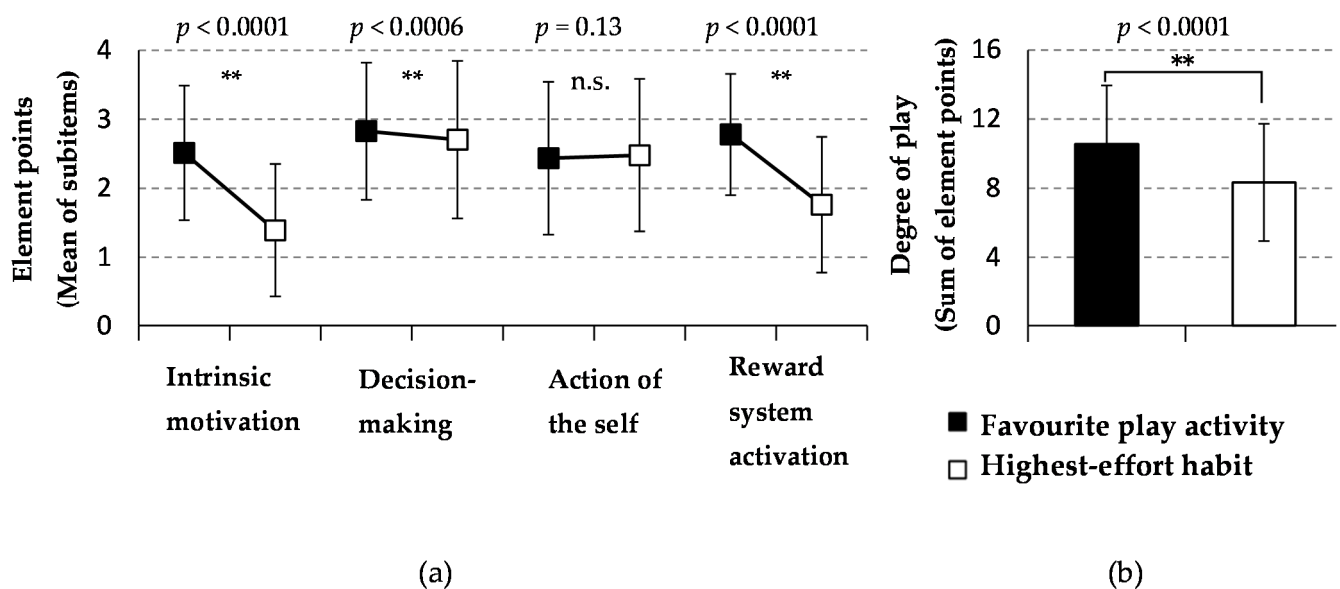 p < 0.0001
p < 0.0006
p = 0.13
p < 0.0001
**
**
n.s.
**
4
3
2
1
0
Element points
(Mean of subitems)
Intrinsic
motivation
Decision-
making
Action of
the self
Reward
system
activation
(a)
p < 0.0001
**
16
12
8
4
0
Degree of play
(Sum of element points)
Favourite play activity
Highest-effort habit
(b)